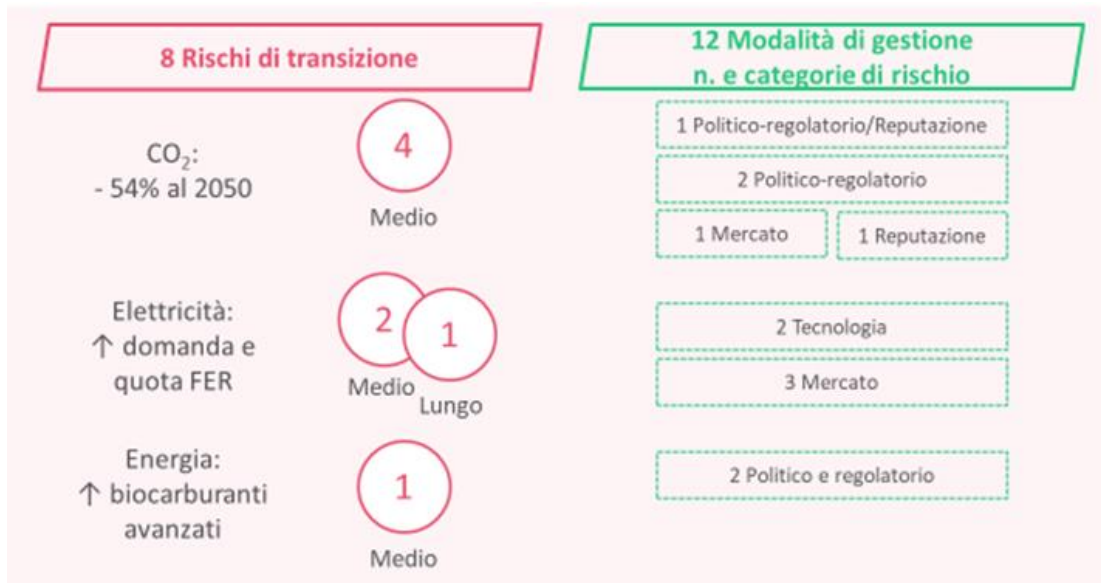 8 Rischi di transizione
12 Modalità di gestione
n. e categorie di rischio
CO₂:
- 54% al 2050
4
Medio
1 Politico-regolatorio/Reputazione
2 Politico-regolatorio
1 Mercato
1 Reputazione
Elettricità:
↑ domanda e
quota FER
2
1
Medio
Lungo
2 Tecnologia
3 Mercato
Energia:
↑ biocarburanti
avanzati
1
Medio
2 Politico e regolatorio